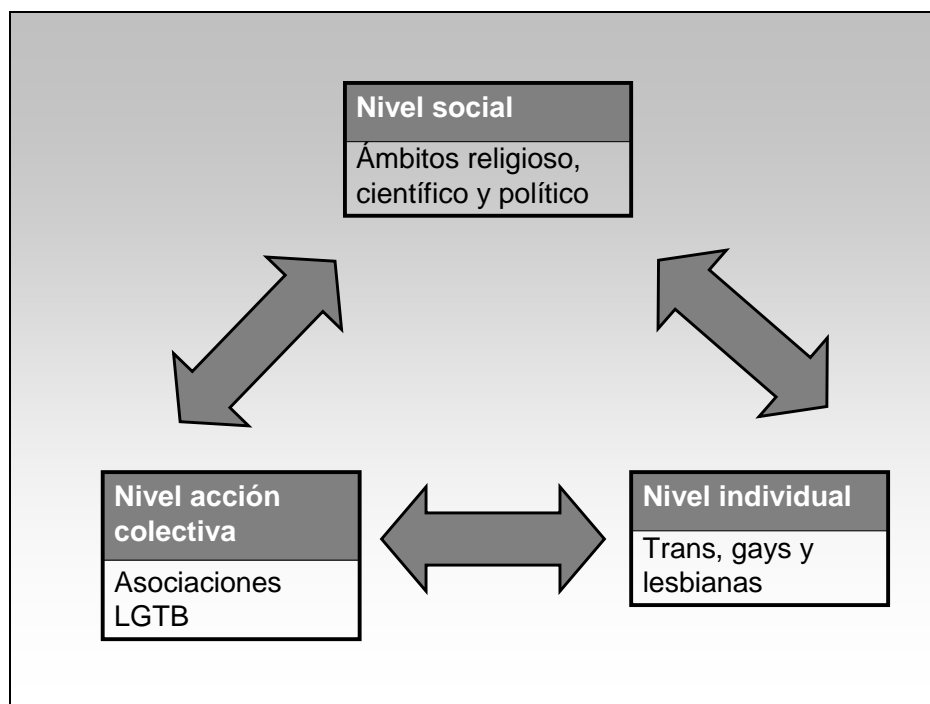 Nivel social
Ámbitos religioso,
científico y político
Nivel acción
colectiva
Asociaciones
LGTB
Nivel individual
Trans, gays y
lesbianas